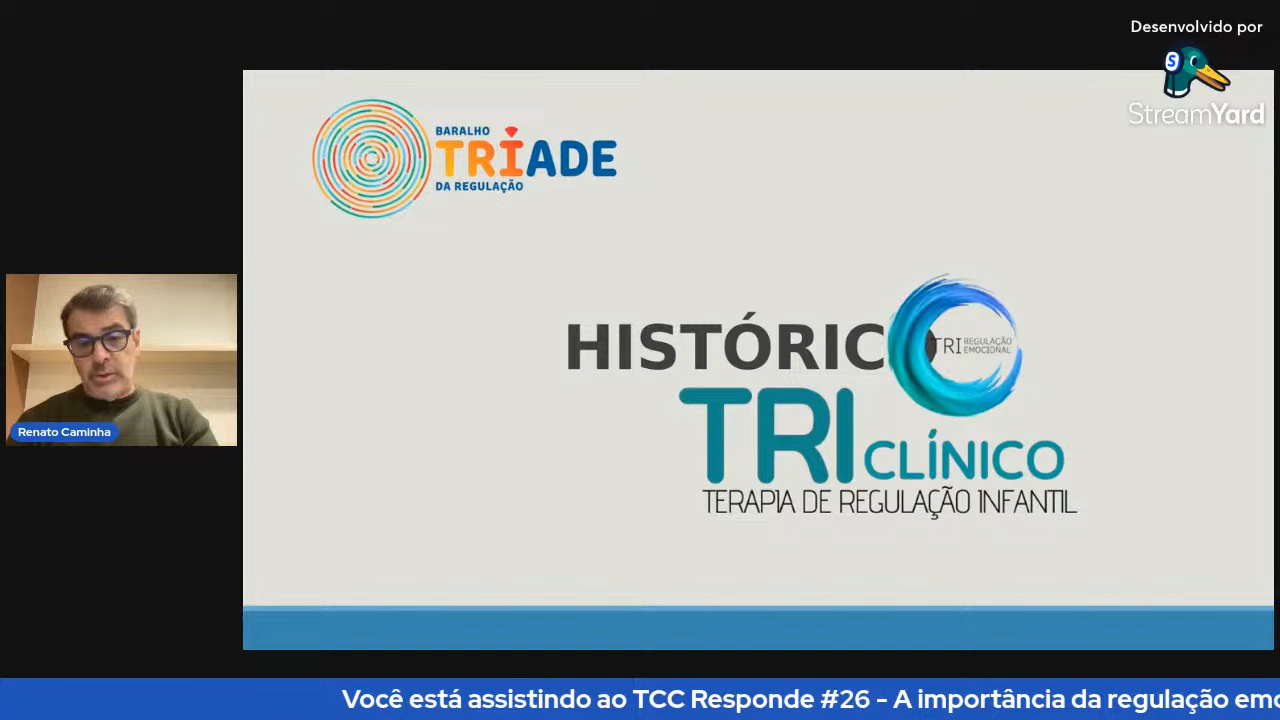 Desenvolvido por
StreamYard
BARALHO
TRIADE
DA REGULAÇÃO
HISTÓRIC
TRI REGULAÇÃO
EMOCIONAL
TRI CLÍNICO
TERAPIA DE REGULAÇÃO INFANTIL
Renato Caminha
Você está assistindo ao TCC Responde #26 - A importância da regulação emo